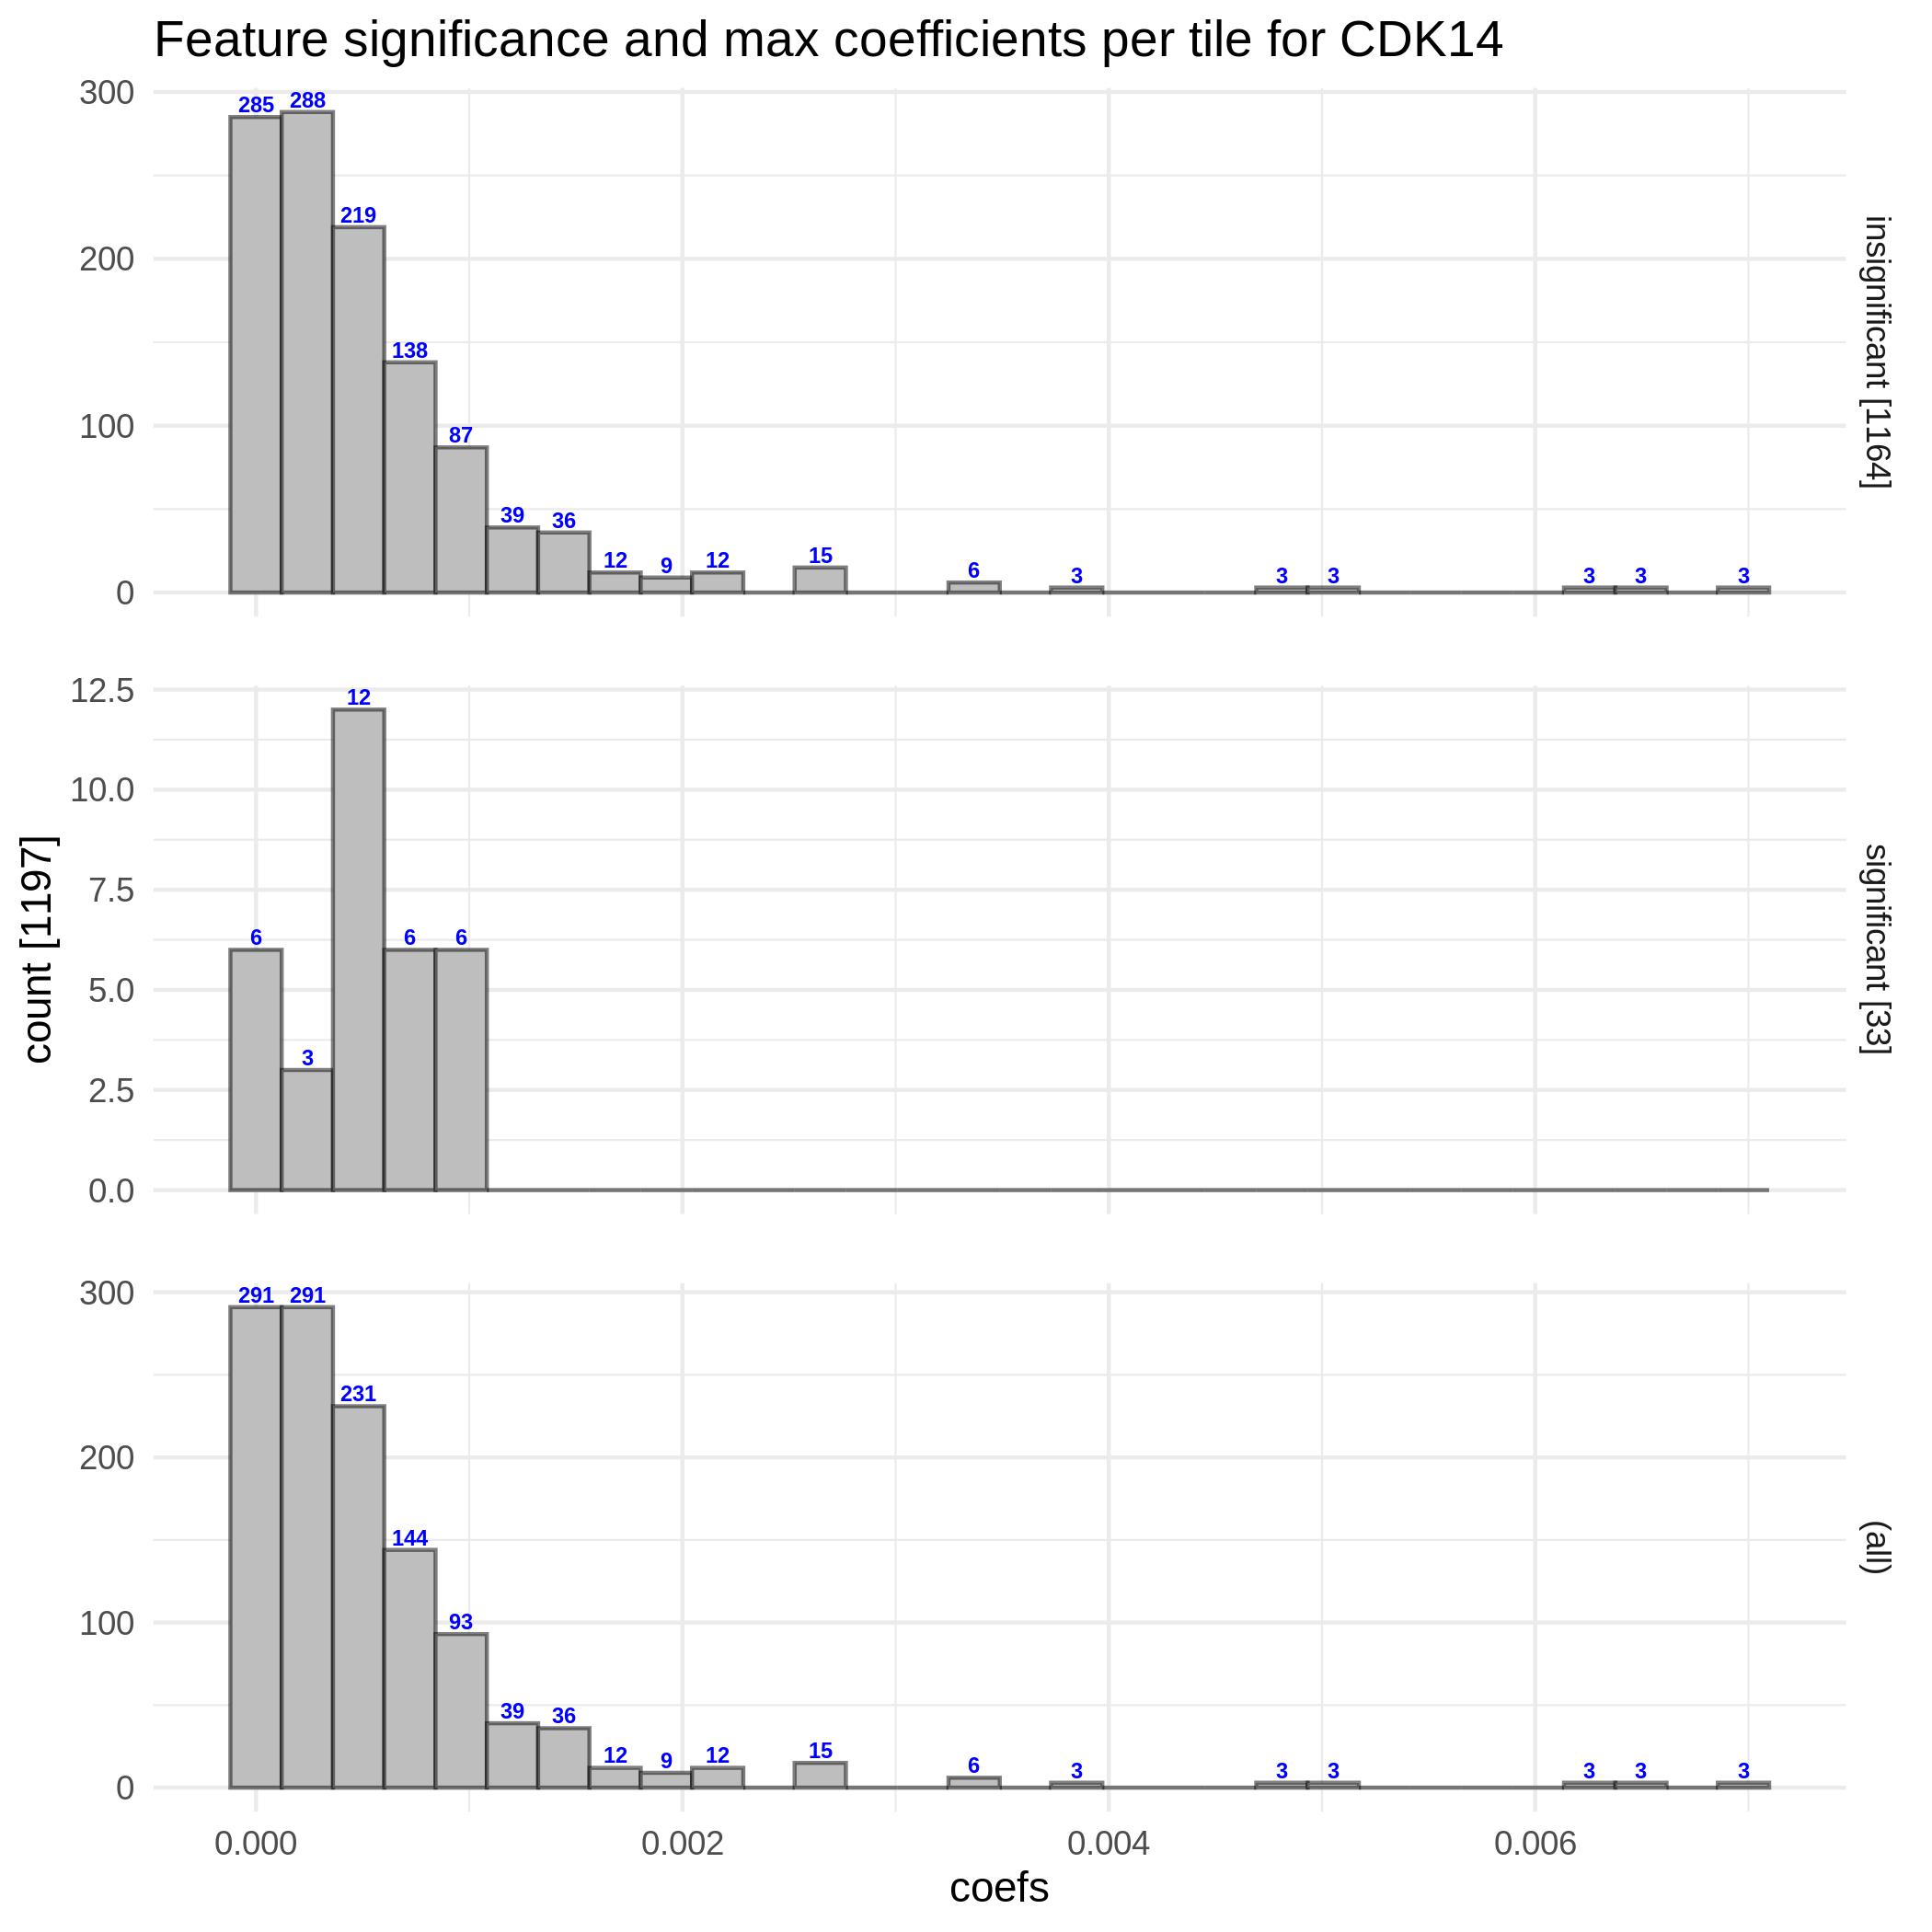 Feature significance and max coefficients per tile for CDK14
300
285 288
219
200
138
100
87
39 36
12 9 12 15 6 3 3 3 3 3 3
0
insignificant [1164]
12.5
12
10.0
7.5
6 6 6
5.0
3
2.5
0.0
significant [33]
count [1197]
300
291 291
231
200
144
100
93
39 36
12 9 12 15 6 3 3 3 3 3 3
0
(all)
0.000 0.002 0.004 0.006
coefs